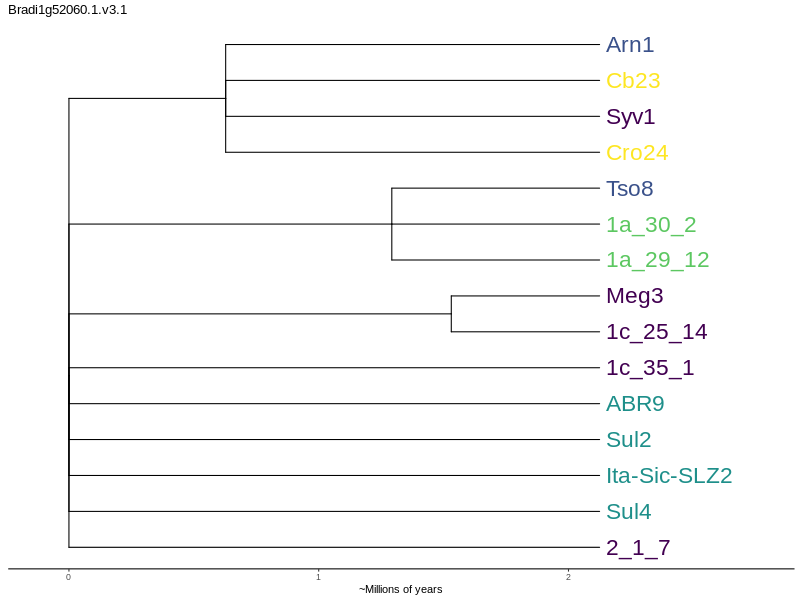 Bradi1g52060.1.v3.1
Arn1
Cb23
Syv1
Cro24
Tso8
1a_30_2
1a_29_12
Meg3
1c_25_14
1c_35_1
ABR9
Sul2
Ita-Sic-SLZ2
Sul4
2_1_7
0 1 2
~Millions of years